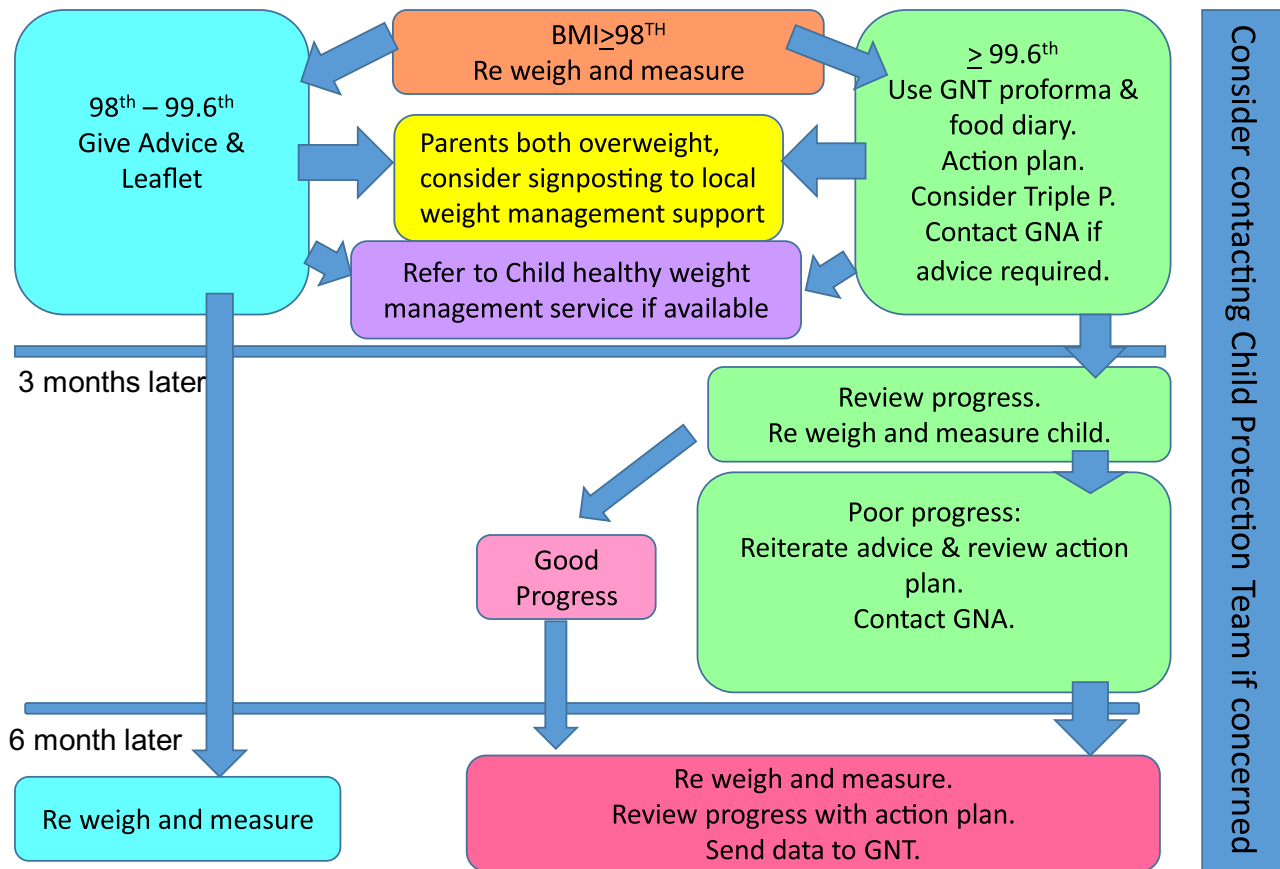 BMI≥98TH
Re weigh and measure
98th – 99.6th
Give Advice &
Leaflet
≥ 99.6th
Use GNT proforma &
food diary.
Action plan.
Consider Triple P.
Contact GNA if
advice required.
Parents both overweight,
consider signposting to local
weight management support
Refer to Child healthy weight
management service if available
3 months later
Review progress.
Re weigh and measure child.
Poor progress:
Reiterate advice & review action
plan.
Contact GNA.
Good
Progress
6 month later
Re weigh and measure
Re weigh and measure.
Review progress with action plan.
Send data to GNT.
Consider contacting Child Protection Team if concerned